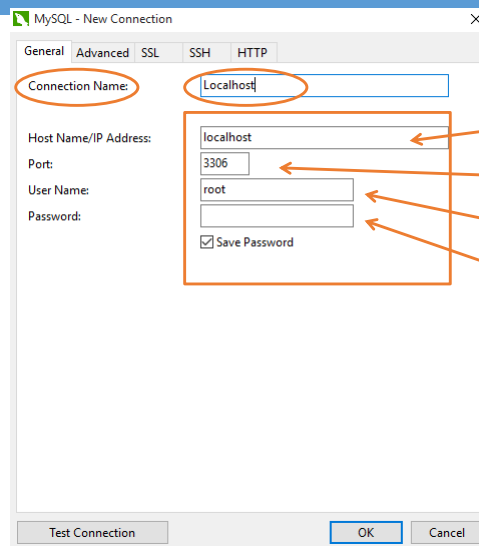 MySQL - New Connection
General Advanced SSL SSH HTTP
Connection Name: Localhost
Host Name/IP Address: localhost
Port: 3306
User Name: root
Password:
Save Password
Test Connection OK Cancel